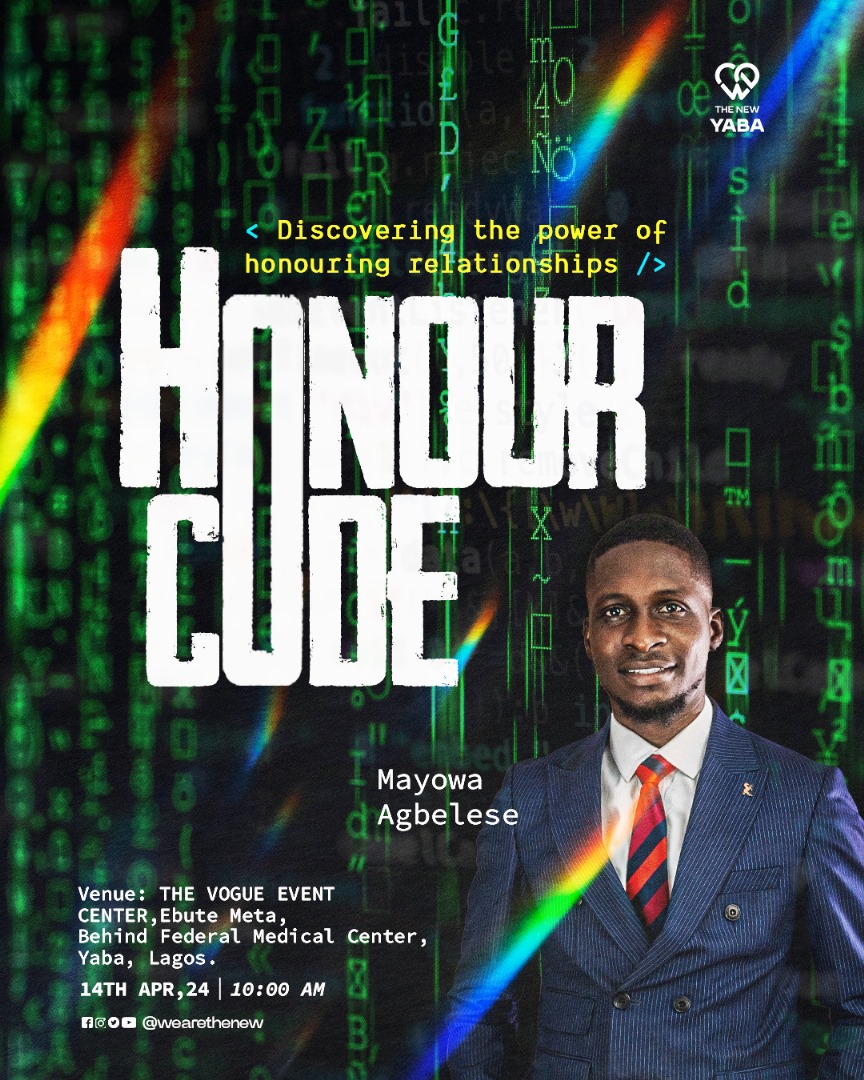 THE NEW
YABA
< Discovering the power of
honouring relationships />
HONOUR
CODE
Mayowa
Agbelese
Venue: THE VOGUE EVENT
CENTER,Ebute Meta,
Behind Federal Medical Center,
Yaba, Lagos.
14TH APR,24 | 10:00 AM
@wearethenew